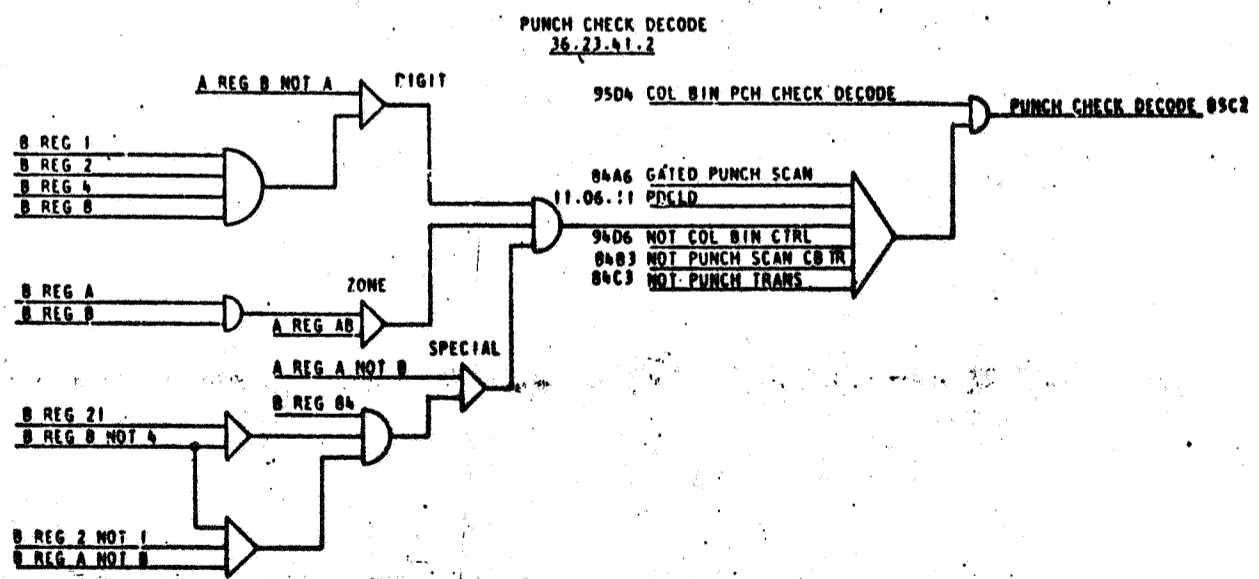 PUNCH CHECK DECODE
36.23.41.2
A REG B NOT A
DIGIT
B REG 1
B REG 2
B REG 4
B REG 8
95D4 COL BIN PCH CHECK DECODE
PUNCH CHECK DECODE 85C2
84A6 GATED PUNCH SCAN
PDCLD
94D6 NOT COL BIN CTRL
84B3 NOT PUNCH SCAN CB TR
84C3 NOT PUNCH TRANS
B REG A
B REG B
ZONE
A REG AB
SPECIAL
A REG A NOT B
B REG 84
B REG 21
B REG 8 NOT 4
B REG 2 NOT 1
B REG A NOT B